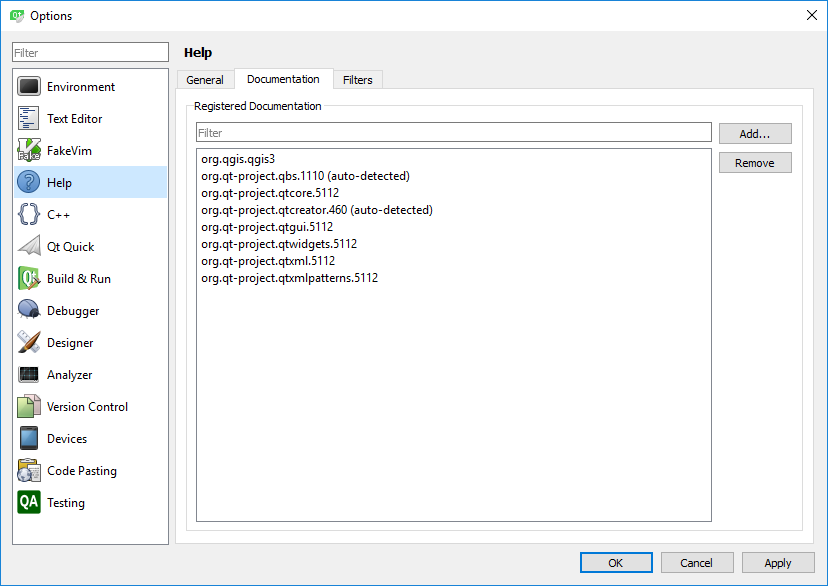 Options
Filter
Environment
Text Editor
FakeVim
Help
C++
Qt Quick
Build & Run
Debugger
Designer
Analyzer
Version Control
Devices
Code Pasting
QA Testing
Help
General Documentation Filters
Registered Documentation
Filter
Add...
Remove
org.qgis.qgis3
org.qt-project.qbs.1110 (auto-detected)
org.qt-project.qtcore.5112
org.qt-project.qtcreator.460 (auto-detected)
org.qt-project.qtgui.5112
org.qt-project.qtwidgets.5112
org.qt-project.qtxml.5112
org.qt-project.qtxmlpatterns.5112
OK Cancel Apply